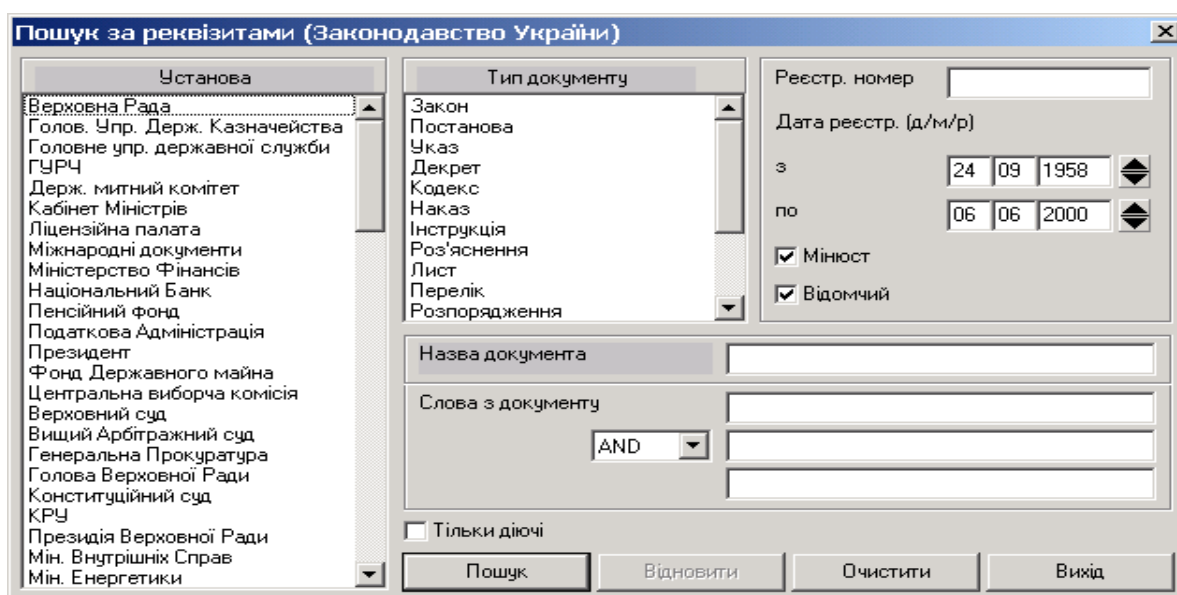 Пошук за реквізитами (Законодавство України)
Установа
Верховна Рада
Голов. Упр. Держ. Казначейства
Головне упр. державної служби
ГУРЧ
Держ. митний комітет
Кабінет Міністрів
Ліцензійна палата
Міжнародні документи
Міністерство Фінансів
Національний Банк
Пенсійний фонд
Податкова Адміністрація
Президент
Фонд Державного майна
Центральна виборча комісія
Верховний суд
Вищий Арбітражний суд
Генеральна Прокуратура
Голова Верховної Ради
Конституційний суд
КРУ
Президія Верховної Ради
Мін. Внутрішніх Справ
Мін. Енергетики
Тип документу
Закон
Постанова
Указ
Декрет
Кодекс
Наказ
Інструкція
Роз'яснення
Лист
Перелік
Розпорядження
Реєстр. номер
Дата реєстр. (д/м/р)
з 24 09 1958
по 06 06 2000
Мінюст
Відомчий
Назва документа
Слова з документу
AND
Тільки діючі
Пошук Відновити Очистити Вихід